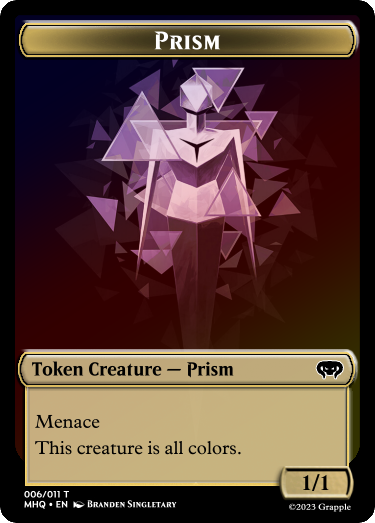 Prism
Token Creature — Prism
Menace
This creature is all colors.
1/1
006/011 T
MHQ • EN Branden Singletary
©2023 Grapple